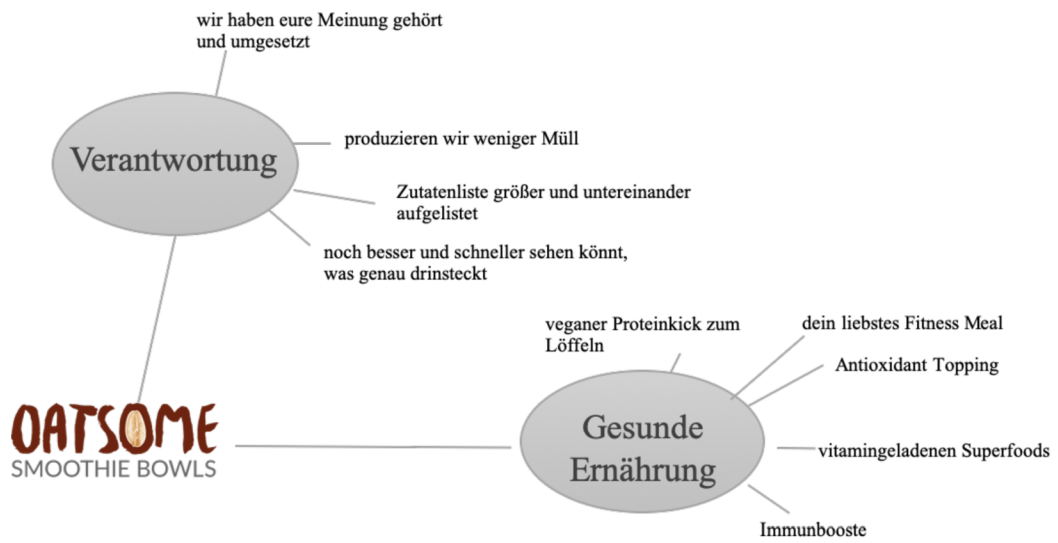 wir haben eure Meinung gehört
und umgesetzt
Verantwortung
produzieren wir weniger Müll
Zutatenliste größer und untereinander
aufgelistet
noch besser und schneller sehen könnt,
was genau drinsteckt
veganer Proteinkick zum
Löffeln
dein liebstes Fitness Meal
Antioxidant Topping
OATSOME
SMOOTHIE BOWLS
Gesunde
Ernährung
vitamingeladenen Superfoods
Immunbooste